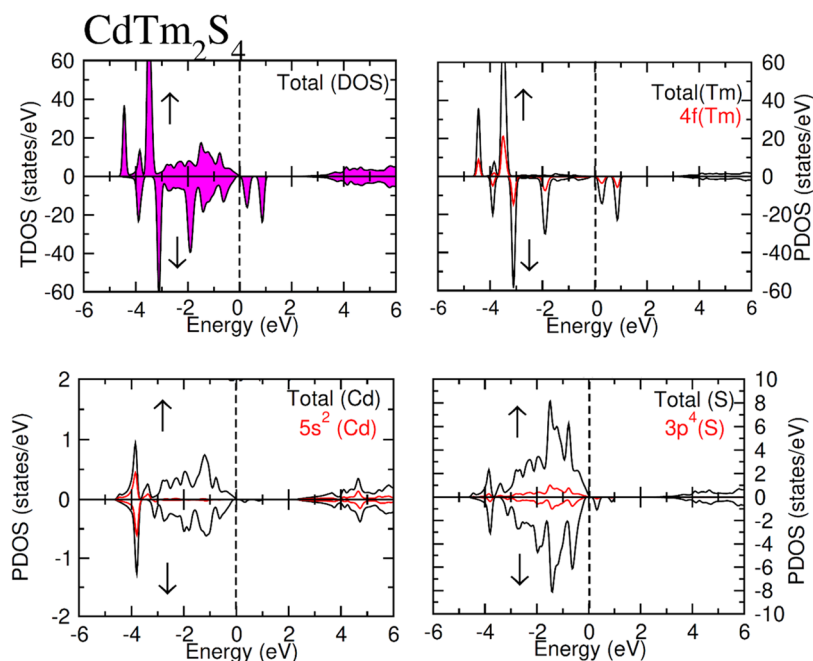 CdTm₂S₄
60
40
20
0
-20
-40
-60
TDOS (states/eV)
Total (DOS)
-6 -4 -2 0 2 4 6
Energy (eV)
Total(Tm)
4f(Tm)
60
40
20
0
-20
-40
-60
PDOS (states/eV)
-6 -4 -2 0 2 4 6
Energy (eV)
2
1
0
-1
-2
PDOS (states/eV)
Total (Cd)
5s² (Cd)
-6 -4 -2 0 2 4 6
Energy (eV)
Total (S)
3p⁴(S)
10
8
6
4
2
0
-2
-4
-6
-8
-10
PDOS (states/eV)
-6 -4 -2 0 2 4 6
Energy (eV)